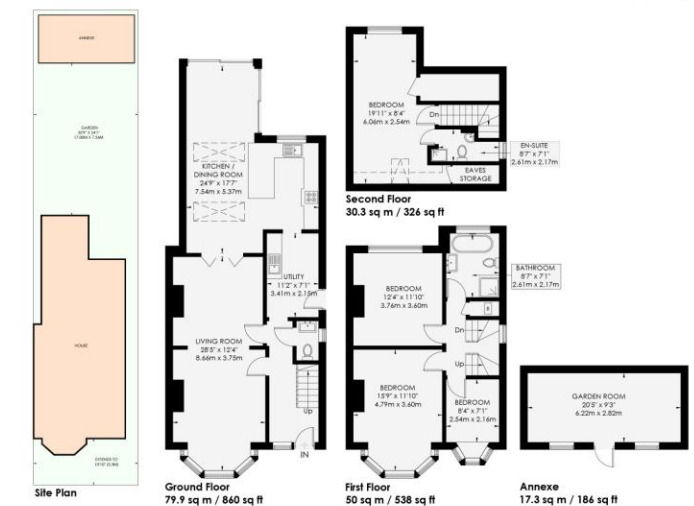 ANNEXE
GARDEN
HOUSE
EXTENDS TO
Site Plan
KITCHEN /
DINING ROOM
24'9" x 17'7"
7.54m x 5.37m
UTILITY
11'2" x 7'1"
3.41m x 2.15m
LIVING ROOM
28'5" x 12'4"
8.66m x 3.75m
Up
IN
Ground Floor
79.9 sq m / 860 sq ft
BEDROOM
19'11" x 8'4"
6.06m x 2.54m
Dn
EN-SUITE
8'7" x 7'1"
2.61m x 2.17m
EAVES
STORAGE
Second Floor
30.3 sq m / 326 sq ft
BEDROOM
12'4" x 11'10"
3.76m x 3.60m
BATHROOM
8'7" x 7'1"
2.61m x 2.17m
Dn
Up
BEDROOM
15'9" x 11'10"
4.79m x 3.60m
BEDROOM
8'4" x 7'1"
2.54m x 2.16m
First Floor
50 sq m / 538 sq ft
GARDEN ROOM
20'5" x 9'3"
6.22m x 2.82m
Annexe
17.3 sq m / 186 sq ft